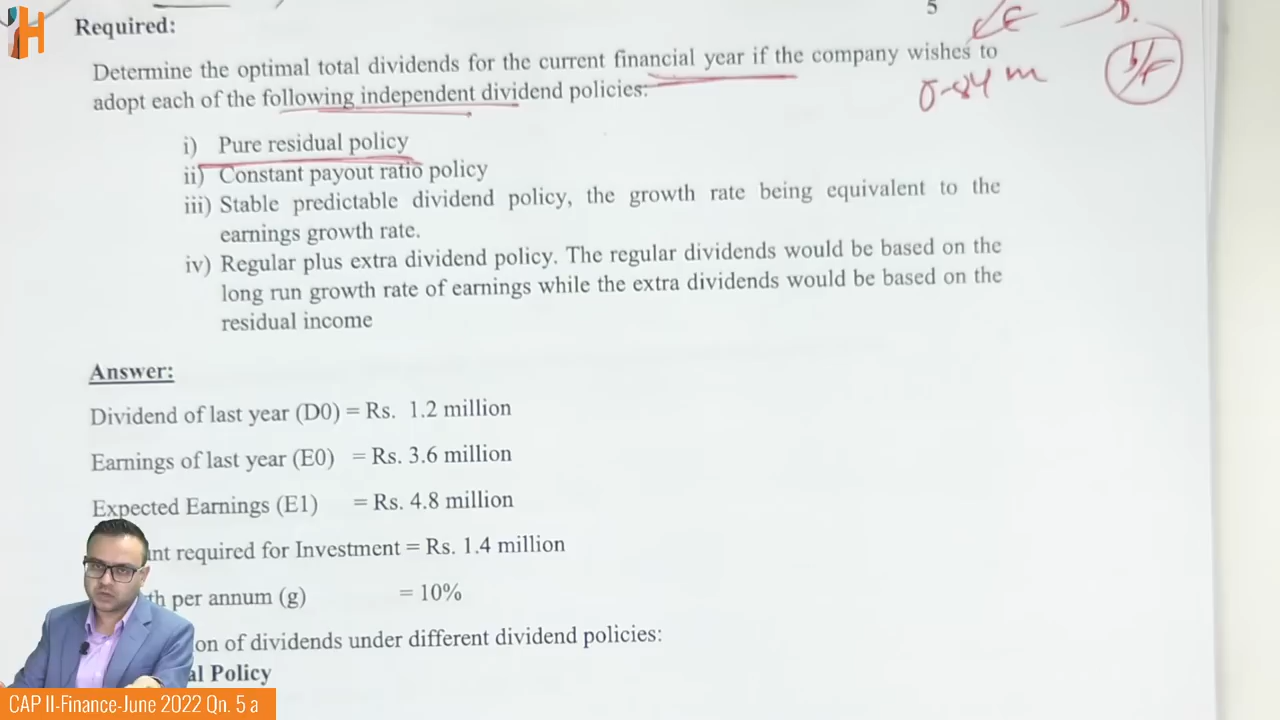 H
Required:
5
Determine the optimal total dividends for the current financial year if the company wishes to
adopt each of the following independent dividend policies:
0.84 m
b/f
i) Pure residual policy
ii) Constant payout ratio policy
iii) Stable predictable dividend policy, the growth rate being equivalent to the
earnings growth rate.
iv) Regular plus extra dividend policy. The regular dividends would be based on the
long run growth rate of earnings while the extra dividends would be based on the
residual income
Answer:
Dividend of last year (D0) = Rs. 1.2 million
Earnings of last year (E0) = Rs. 3.6 million
Expected Earnings (E1) = Rs. 4.8 million
nt required for Investment = Rs. 1.4 million
th per annum (g) = 10%
on of dividends under different dividend policies:
al Policy
CAP II-Finance-June 2022 Qn. 5 a